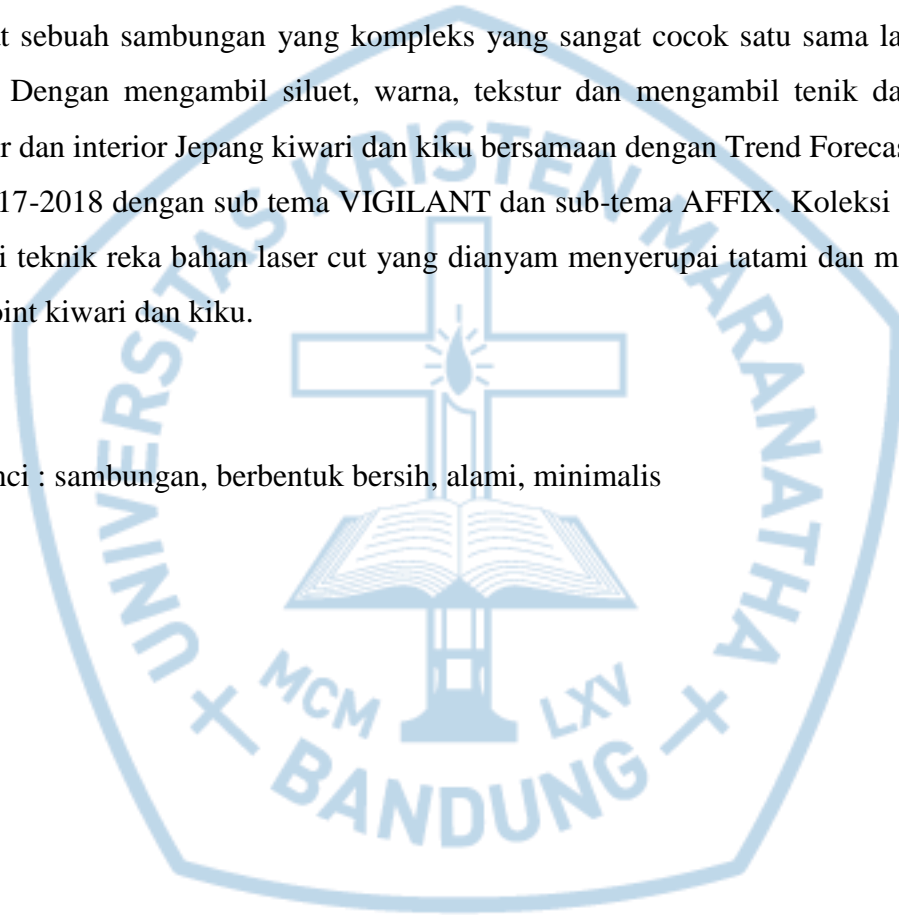 t sebuah sambungan yang kompleks yang sangat cocok satu sama la
Dengan mengambil siluet, warna, tekstur dan mengambil tenik da
r dan interior Jepang kiwari dan kiku bersamaan dengan Trend Foreca
17-2018 dengan sub tema VIGILANT dan sub-tema AFFIX. Koleksi
i teknik reka bahan laser cut yang dianyam menyerupai tatami dan m
oint kiwari dan kiku.
nci : sambungan, berbentuk bersih, alami, minimalis
UNIVERSITAS KRISTEN MARANATHA
MCM LXV
BANDUNG